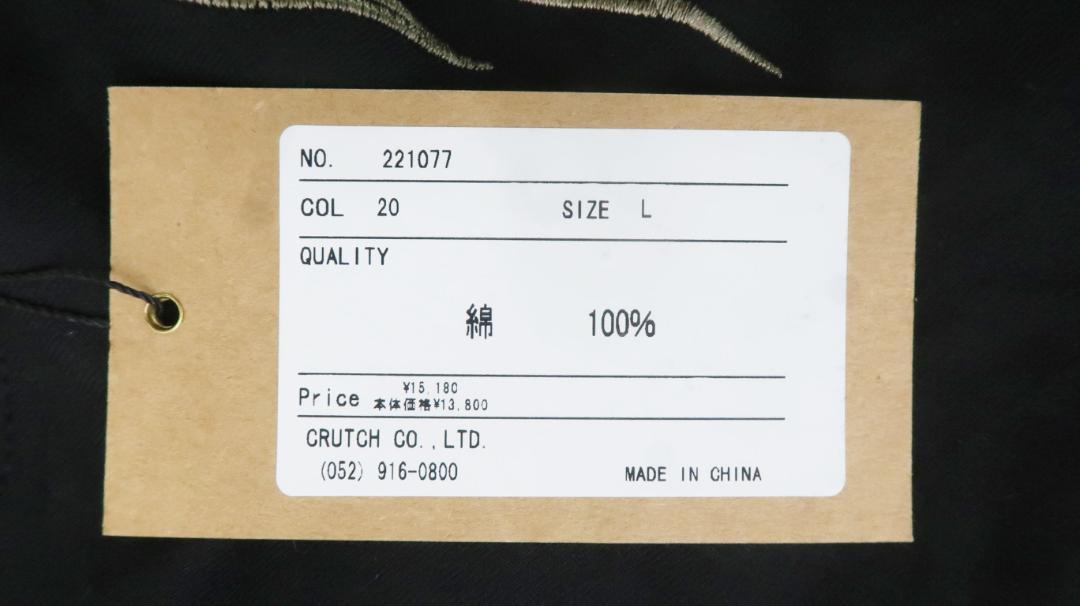 NO. 221077
COL 20 SIZE L
QUALITY
綿 100%
¥15,180
Price 本体価格¥13,800
CRUTCH CO.,LTD.
(052) 916-0800 MADE IN CHINA